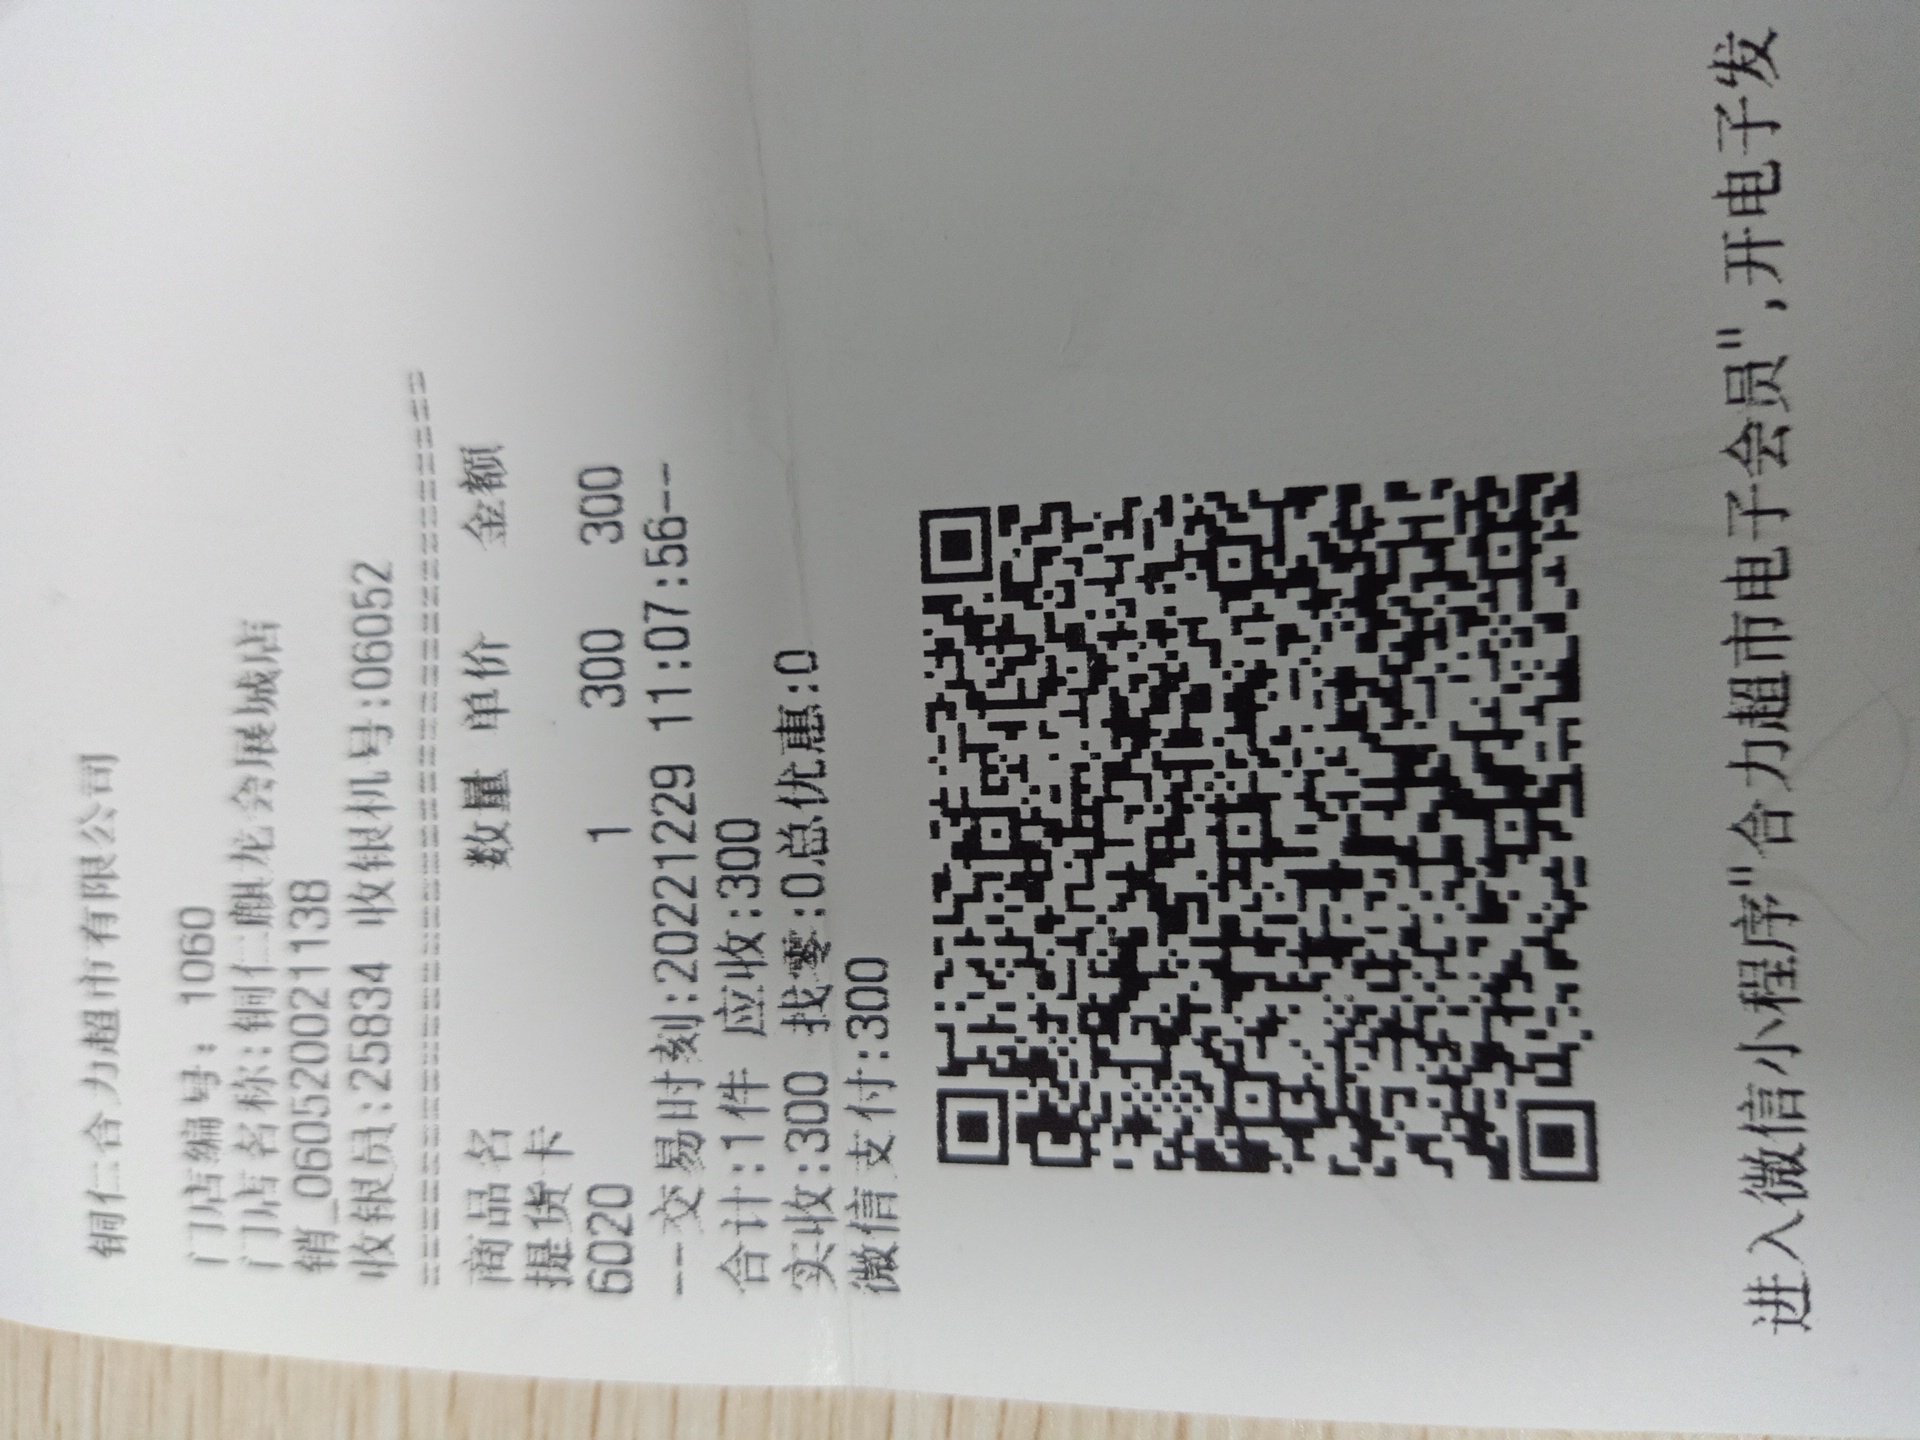 铜仁合力超市有限公司
门店编号: 1060
门店名称:铜仁麒龙会展城店
销_060522002​1138
收银员:25834 收银机号:06052
==========================================
商品名 数量 单价 金额
提货卡
6020 1 300 300
---交易时刻:20221229 11:07:56--
合计:1件 应收:300
实收:300 找零:0总优惠:0
微信支付:300
进入微信小程序"合力超市电子会员",开电子发